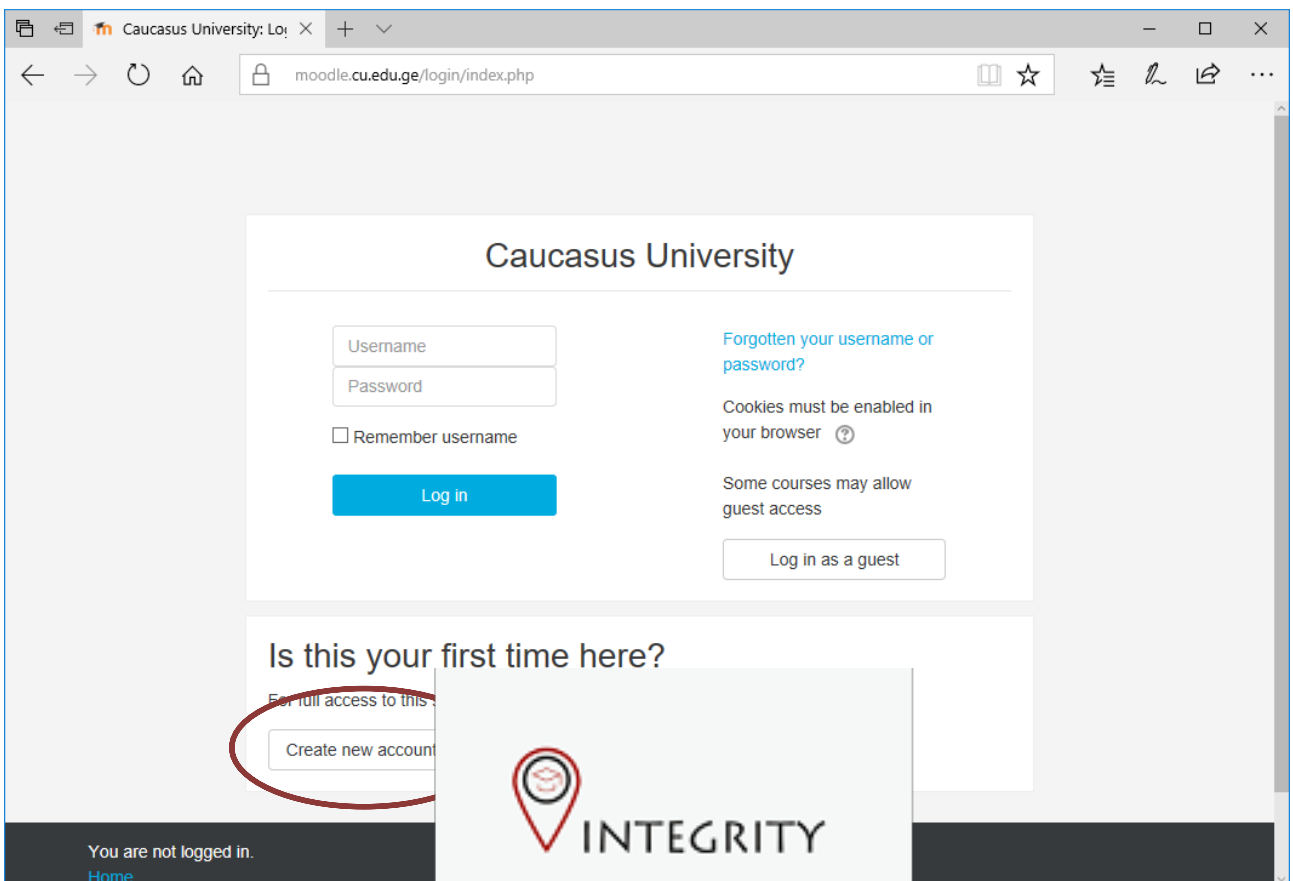 Caucasus University: Log
moodle.cu.edu.ge/login/index.php
Caucasus University
Username
Password
Remember username
Log in
Forgotten your username or
password?
Cookies must be enabled in
your browser
Some courses may allow
guest access
Log in as a guest
Is this your first time here?
For full access to this
Create new account
INTEGRITY
You are not logged in.
Home